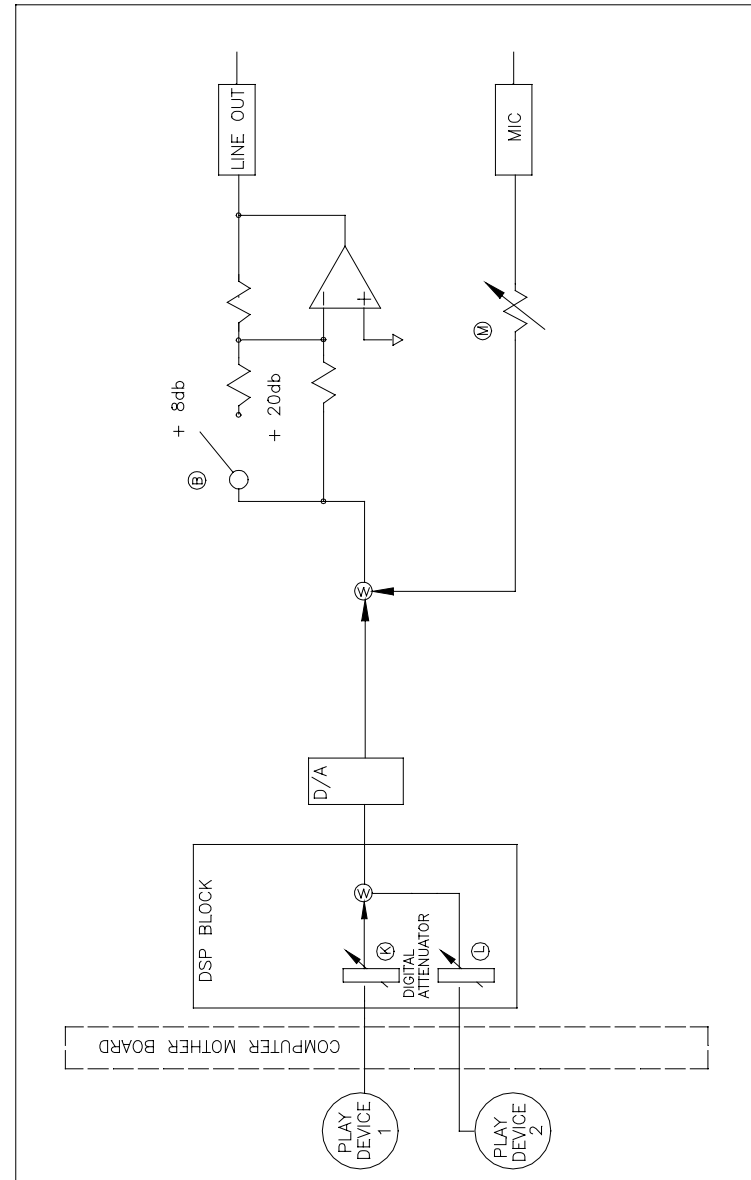 LINE OUT
MIC
+ 8db
+ 20db
B
M
−
+
Σ
D/A
DSP BLOCK
Σ
K
DIGITAL
ATTENUATOR
L
COMPUTER MOTHER BOARD
PLAY
DEVICE
1
PLAY
DEVICE
2